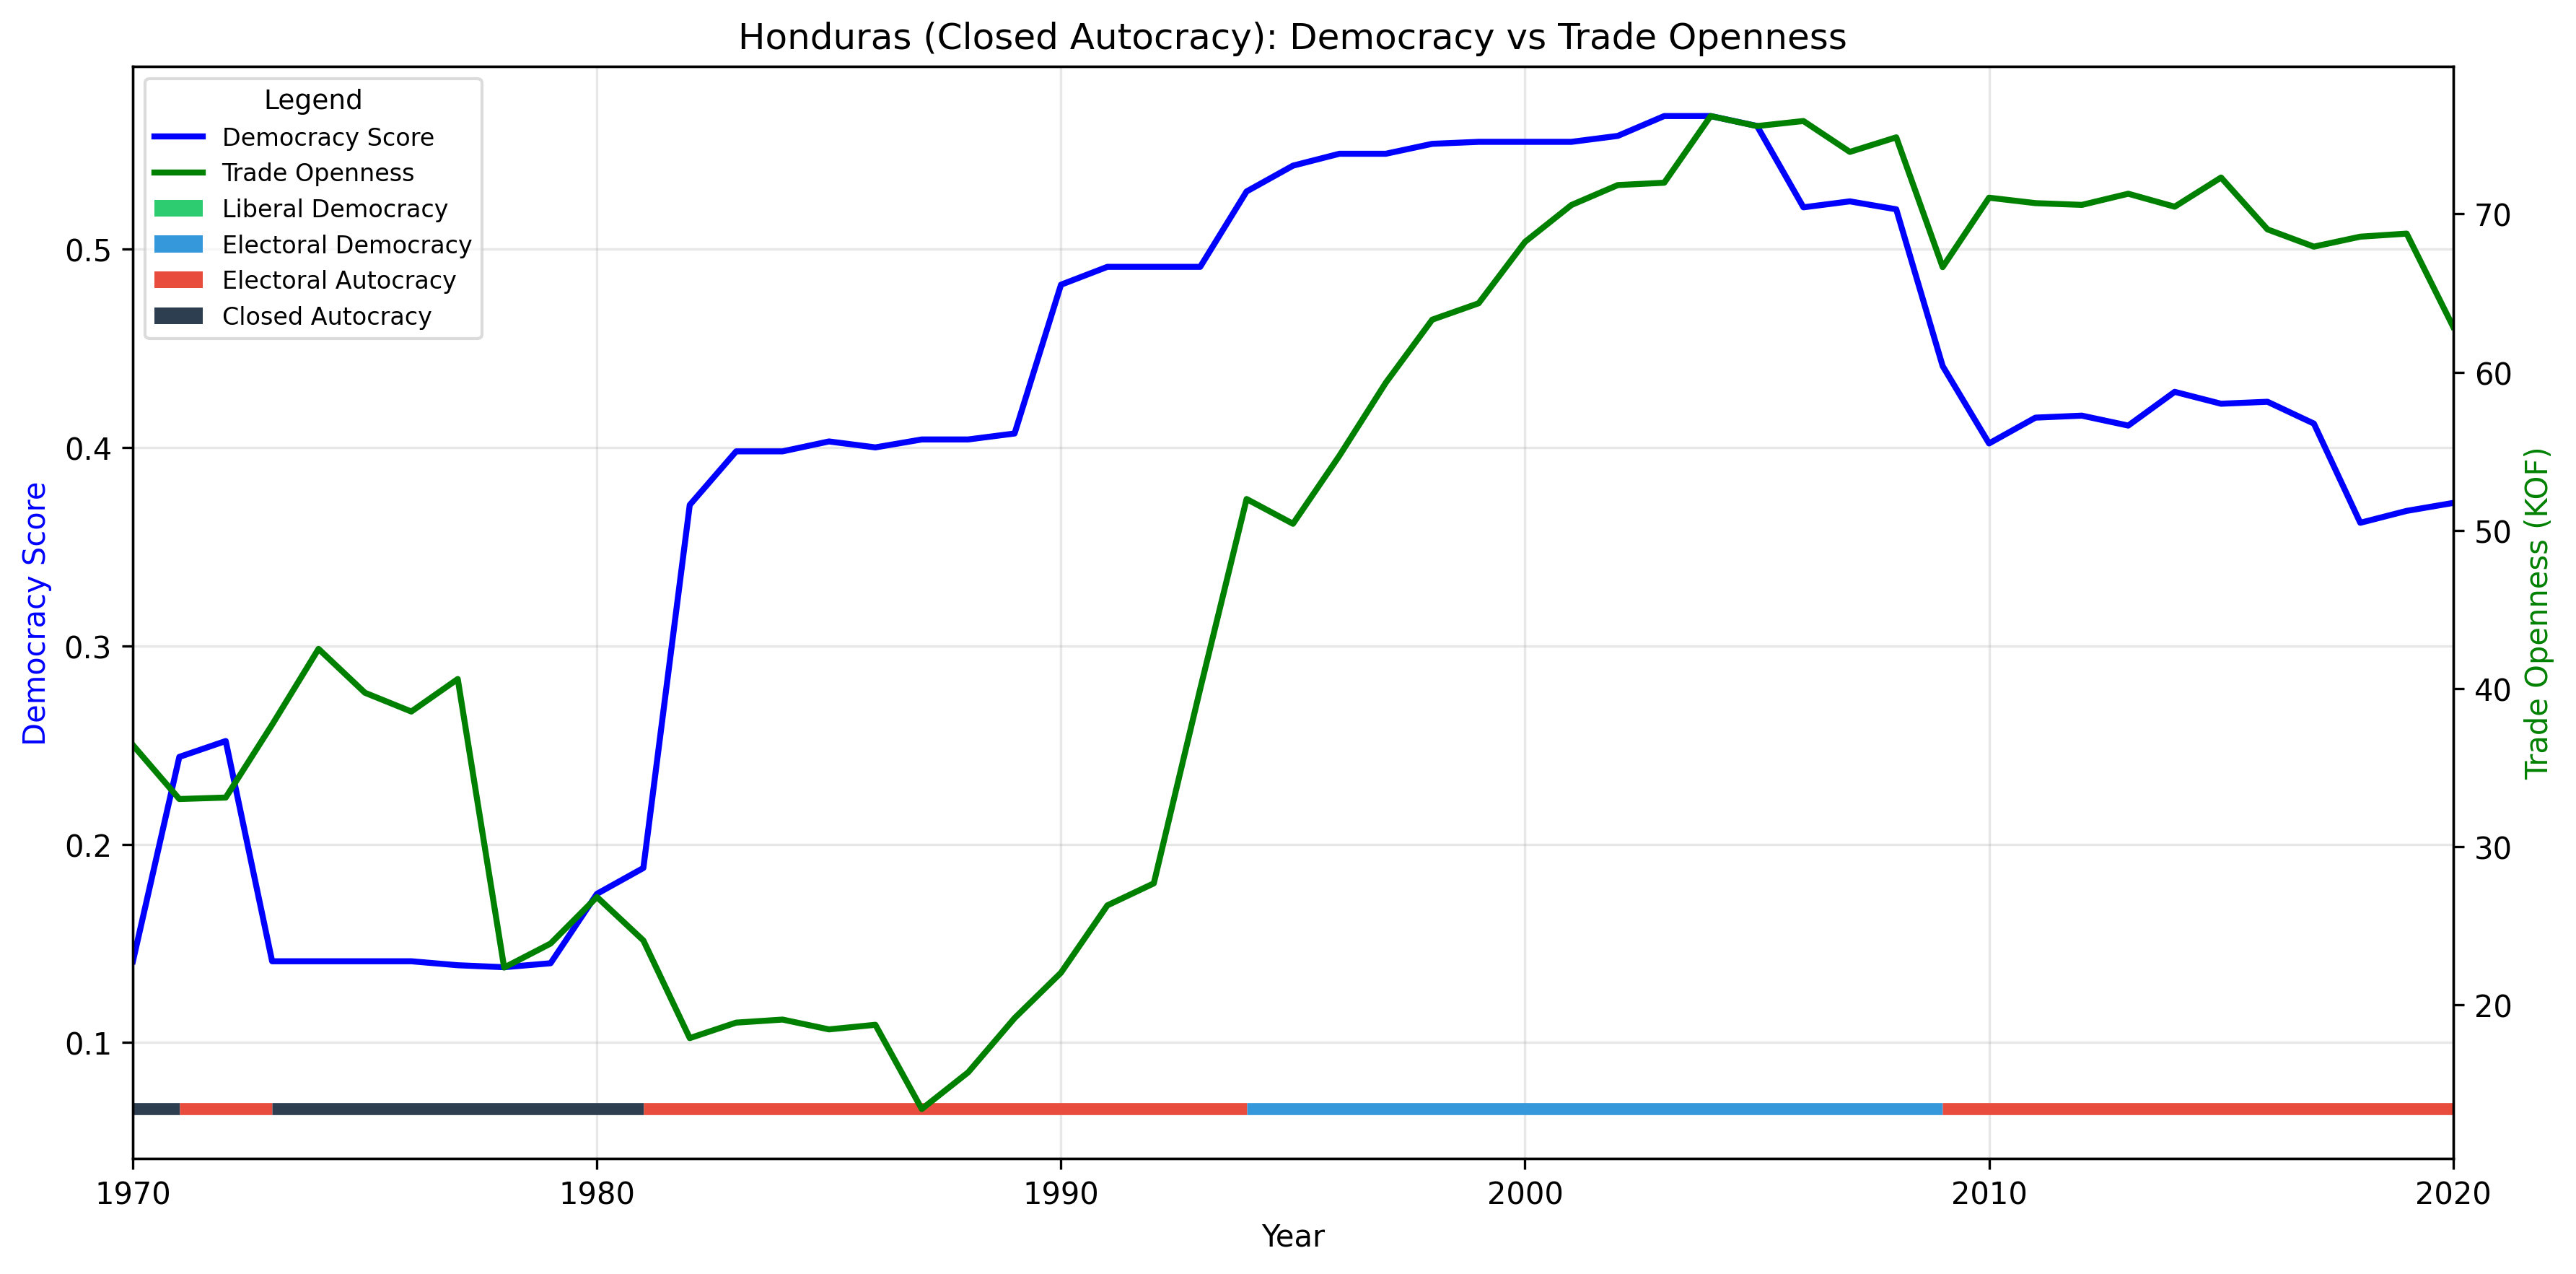 Honduras (Closed Autocracy): Democracy vs Trade Openness
Legend
Democracy Score
Trade Openness
Liberal Democracy
Electoral Democracy
Electoral Autocracy
Closed Autocracy
Democracy Score
0.5
0.4
0.3
0.2
0.1
70
60
50
40
30
20
Trade Openness (KOF)
1970
1980
1990
2000
2010
2020
Year